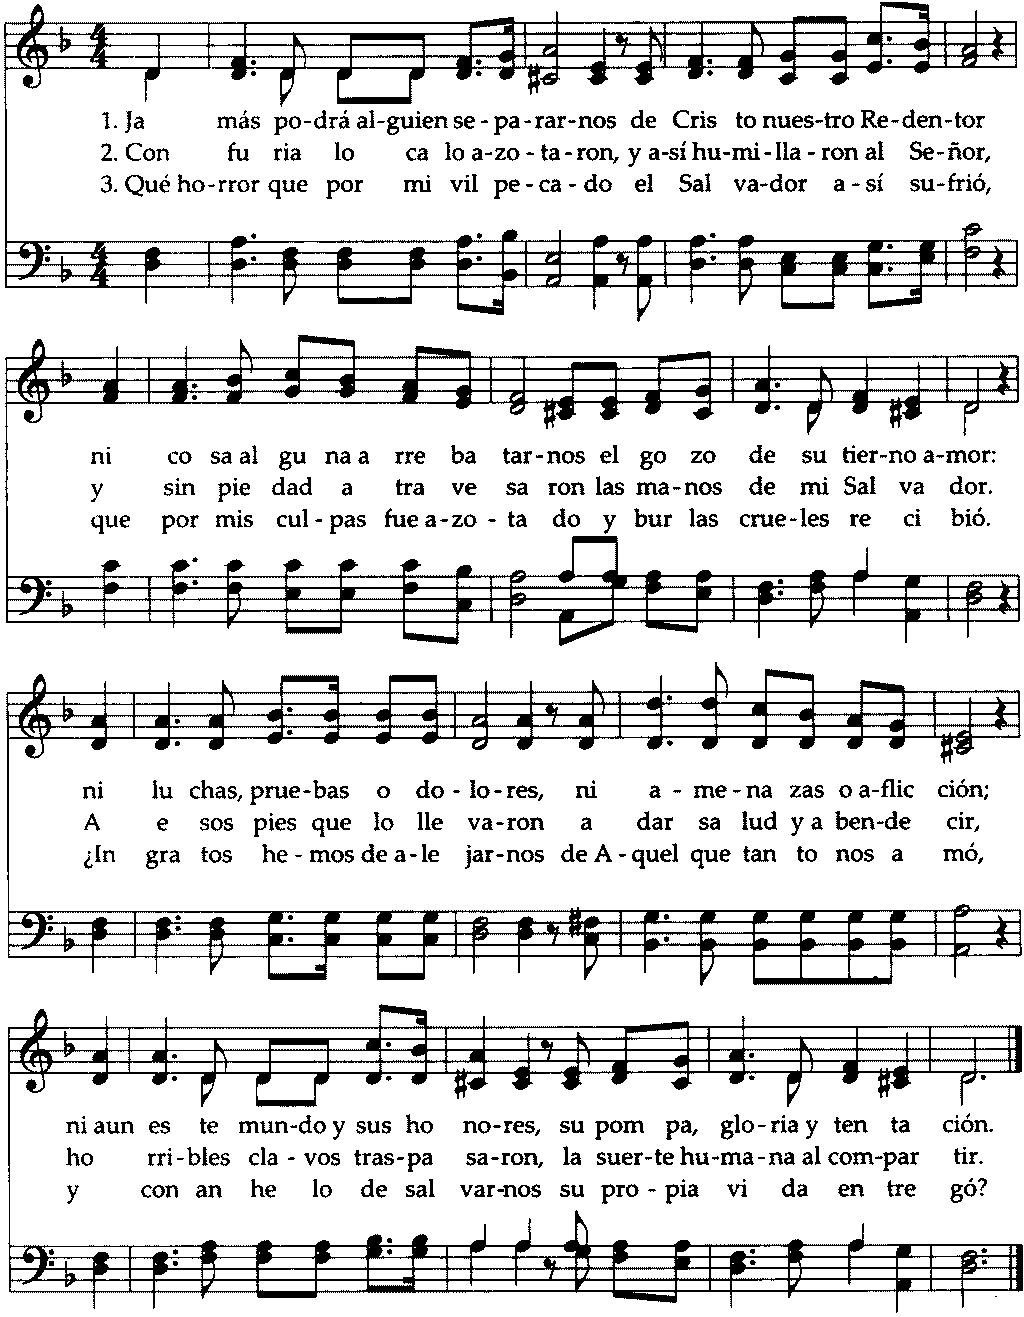 1. Ja más po-drá al-guien se-pa-rar-nos de Cris to nues-tro Re-den-tor
2. Con fu ria lo ca lo a-zo-ta-ron, y a-sí hu-mi-lla-ron al Se-ñor,
3. Qué ho-rror que por mi vil pe-ca-do el Sal va-dor a-sí su-frió,
ni co sa al gu na a rre ba tar-nos el go zo de su tier-no a-mor:
y sin pie dad a tra ve sa ron las ma-nos de mi Sal va dor.
que por mis cul-pas fue a-zo-ta do y bur las crue-les re ci bió.
ni lu chas, prue-bas o do-lo-res, ni a-me-na zas o a-flic ción;
A e sos pies que lo lle va-ron a dar sa lud y a ben-de cir,
¿In gra tos he-mos de a-le jar-nos de A-quel que tan to nos a mó,
ni aun es te mun-do y sus ho no-res, su pom pa, glo-ria y ten ta ción.
ho rri-bles cla-vos tras-pa sa-ron, la suer-te hu-ma-na al com-par tir.
y con an he lo de sal var-nos su pro-pia vi da en tre gó?